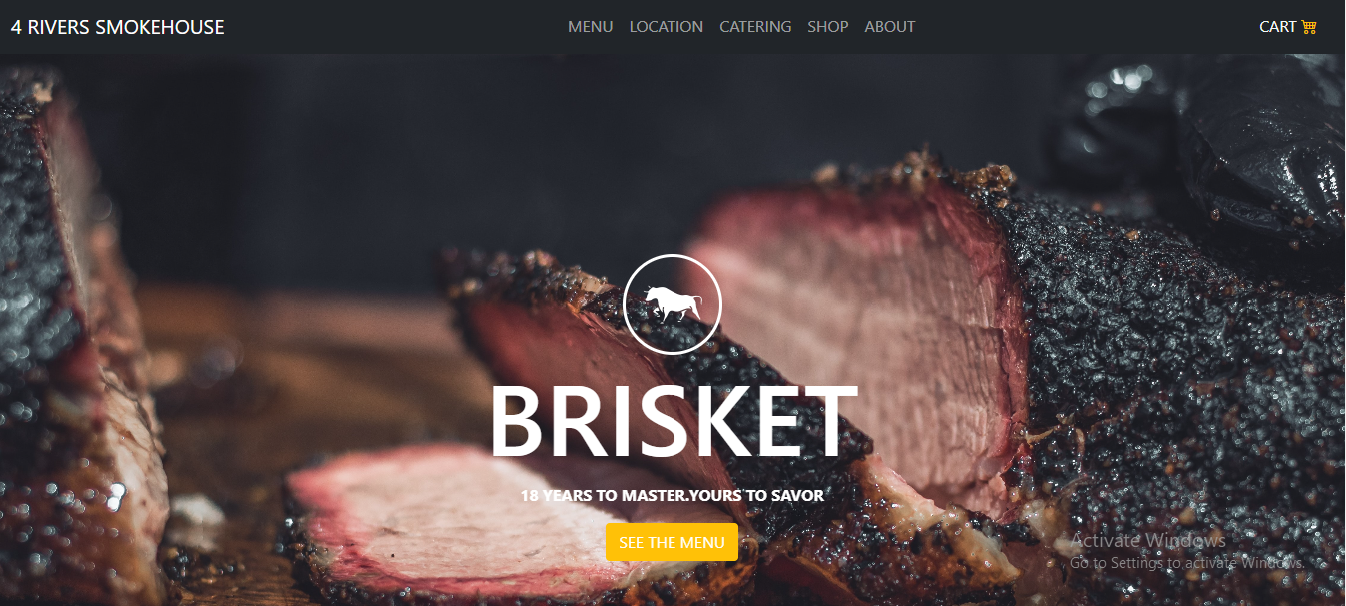 4 RIVERS SMOKEHOUSE
MENU LOCATION CATERING SHOP ABOUT
CART
BRISKET
18 YEARS TO MASTER.YOURS TO SAVOR
SEE THE MENU
Activate Windows
Go to Settings to activate Windows.